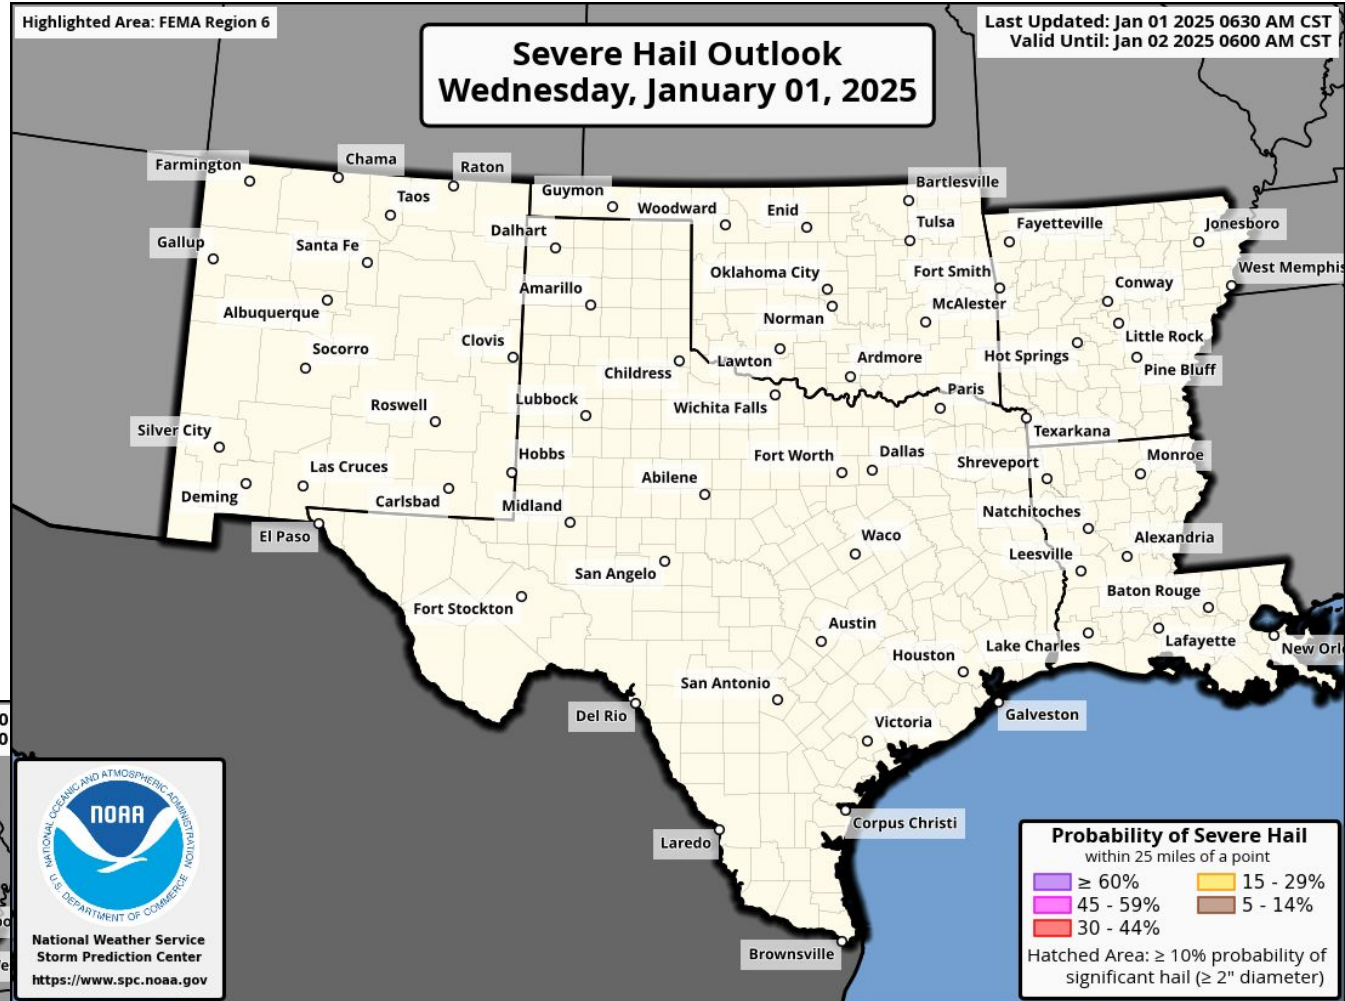 Highlighted Area: FEMA Region 6
Last Updated: Jan 01 2025 0630 AM CST
Valid Until: Jan 02 2025 0600 AM CST
Severe Hail Outlook
Wednesday, January 01, 2025
Farmington
Chama
Raton
Taos
Guymon
Woodward
Enid
Bartlesville
Tulsa
Fayetteville
Jonesboro
Gallup
Santa Fe
Dalhart
Oklahoma City
Fort Smith
West Memphis
Albuquerque
Amarillo
Norman
McAlester
Conway
Socorro
Clovis
Childress
Lawton
Ardmore
Hot Springs
Little Rock
Pine Bluff
Roswell
Lubbock
Wichita Falls
Paris
Texarkana
Silver City
Las Cruces
Hobbs
Abilene
Fort Worth
Dallas
Shreveport
Monroe
Deming
Carlsbad
Midland
Natchitoches
El Paso
San Angelo
Waco
Leesville
Alexandria
Fort Stockton
Baton Rouge
Austin
Houston
Lake Charles
Lafayette
New Orl
San Antonio
Del Rio
Victoria
Galveston
Laredo
Corpus Christi
Brownsville
NATIONAL OCEANIC AND ATMOSPHERIC ADMINISTRATION
NOAA
U.S. DEPARTMENT OF COMMERCE
National Weather Service
Storm Prediction Center
https://www.spc.noaa.gov
Probability of Severe Hail
within 25 miles of a point
≥ 60%
15 - 29%
45 - 59%
5 - 14%
30 - 44%
Hatched Area: ≥ 10% probability of
significant hail (≥ 2" diameter)